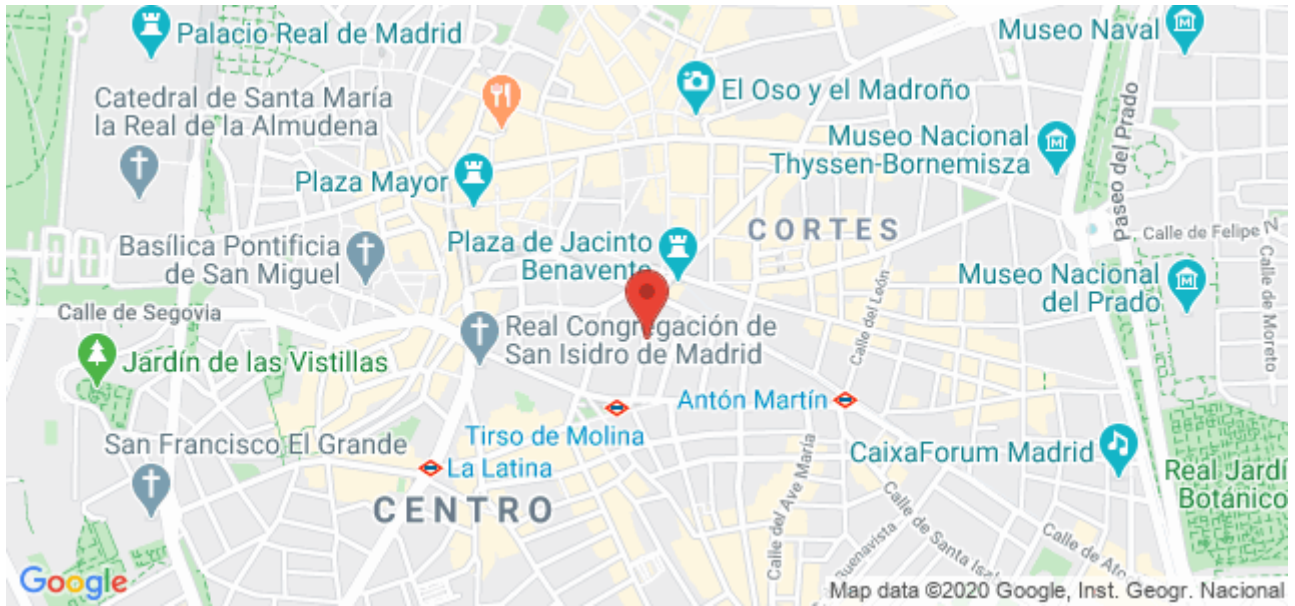 Palacio Real de Madrid
Museo Naval
Catedral de Santa María
la Real de la Almudena
El Oso y el Madroño
Museo Nacional
Thyssen-Bornemisza
Paseo del Prado
Plaza Mayor
CORTES
Plaza de Jacinto
Benavente
Basílica Pontificia
de San Miguel
Calle de Felipe
Museo Nacional
del Prado
Calle de Moreto
Calle del León
Calle de Segovia
Real Congregación de
San Isidro de Madrid
Jardín de las Vistillas
Antón Martín
Tirso de Molina
San Francisco El Grande
La Latina
CaixaForum Madrid
Real Jardí
Botánico
CENTRO
Calle del Ave María
Calle de Santa Isa
Calle de Ato
Google
Map data ©2020 Google, Inst. Geogr. Nacional